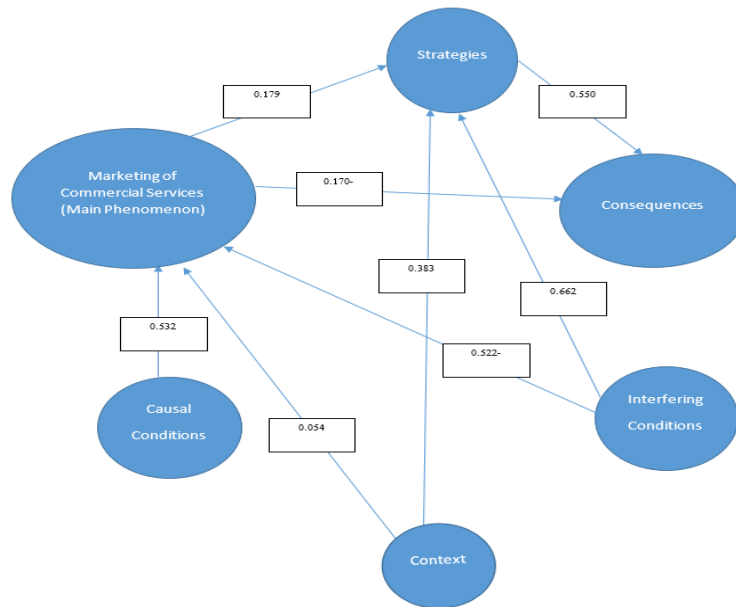 Strategies
0.179
0.550
Marketing of
Commercial Services
(Main Phenomenon)
0.170-
Consequences
0.383
0.662
0.532
0.522-
Causal
Conditions
0.054
Interfering
Conditions
Context